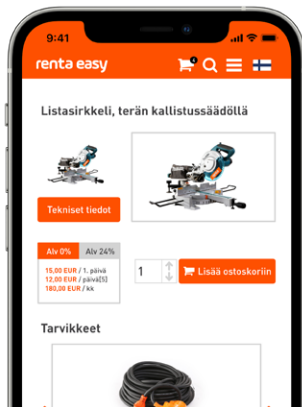 9:41
renta easy
Listasirkkeli, terän kallistussäädöllä
Tekniset tiedot
Alv 0% Alv 24%
15,00 EUR / 1. päivä
12,00 EUR / päivä[5]
180,00 EUR / kk
1
Lisää ostoskoriin
Tarvikkeet